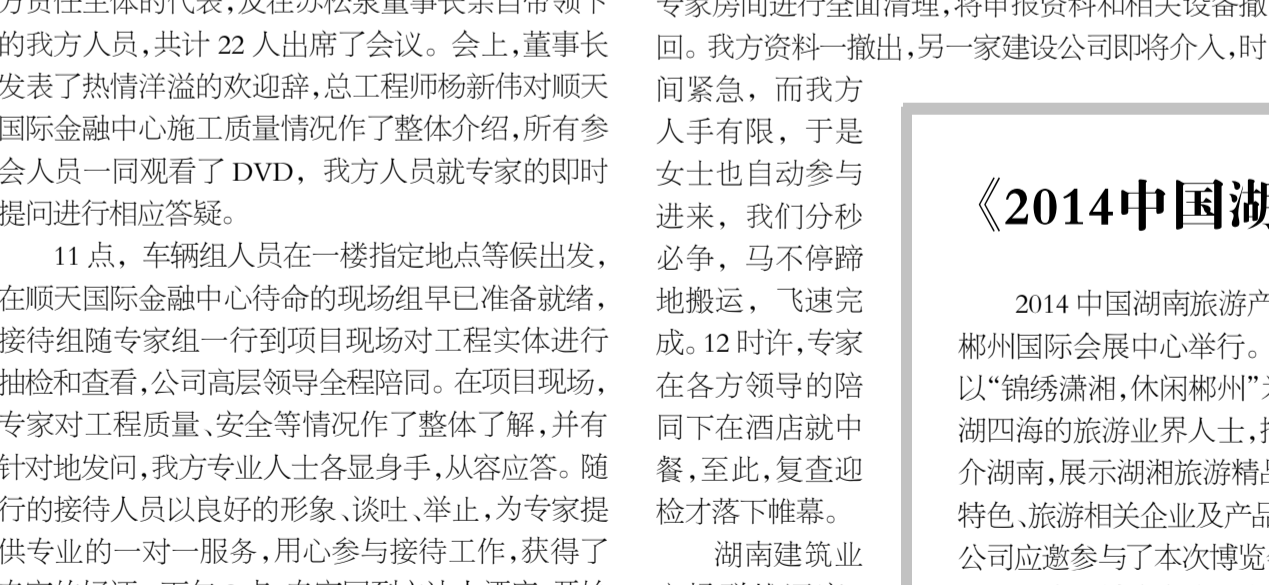 方责任主体的代表,及在苏松泉董事长亲自带领下
的我方人员,共计 22 人出席了会议。会上,董事长
发表了热情洋溢的欢迎辞,总工程师杨新伟对顺天
国际金融中心施工质量情况作了整体介绍,所有参
会人员一同观看了 DVD，我方人员就专家的即时
提问进行相应答疑。
11 点，车辆组人员在一楼指定地点等候出发，
在顺天国际金融中心待命的现场组早已准备就绪，
接待组随专家组一行到项目现场对工程实体进行
抽检和查看,公司高层领导全程陪同。在项目现场，
专家对工程质量、安全等情况作了整体了解,并有
针对地发问,我方专业人士各显身手,从容应答。随
行的接待人员以良好的形象、谈吐、举止,为专家提
供专业的一对一服务,用心参与接待工作,获得了
专家房间进行全面清理,将申报资料和相关设备撤
回。我方资料一撤出,另一家建设公司即将介入,时
间紧急，而我方
人手有限，于是
女士也自动参与
进来，我们分秒
必争，马不停蹄
地搬运，飞速完
成。12 时许,专家
在各方领导的陪
同下在酒店就中
餐,至此,复查迎
检才落下帷幕。
湖南建筑业
《2014中国湖
2014 中国湖南旅游产
郴州国际会展中心举行。
以“锦绣潇湘,休闲郴州”
湖四海的旅游业界人士,
介湖南,展示湖湘旅游精品
特色、旅游相关企业及产品
公司应邀参与了本次博览